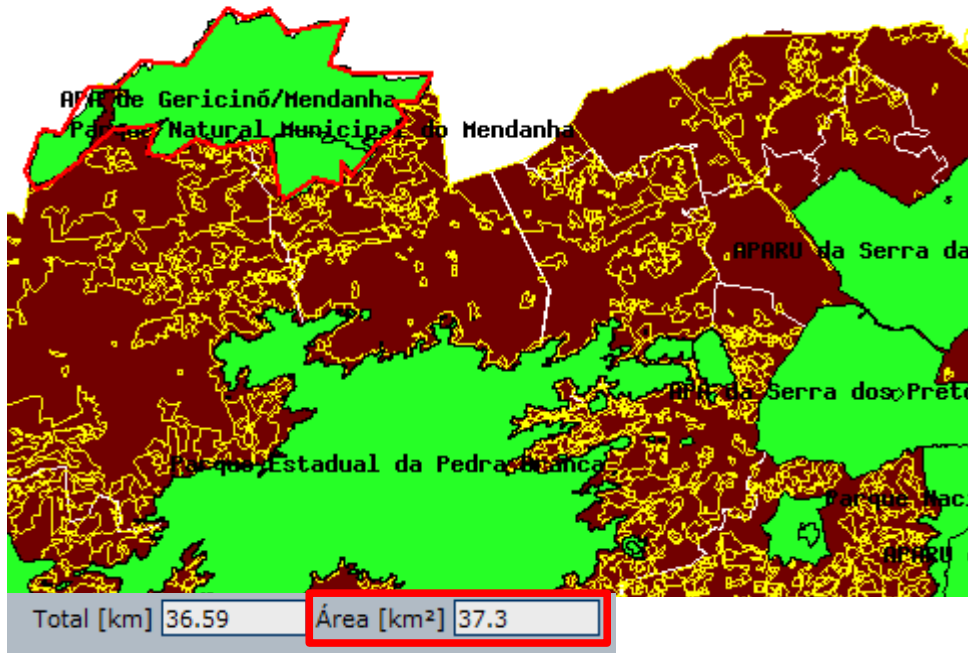 APA de Gericinó/Mendanha
Parque Natural Municipal do Mendanha
APARU da Serra da
APA da Serra dos Preto
Parque Estadual da Pedra Branca
Parque Naci
APARU
Total [km] 36.59 Área [km²] 37.3